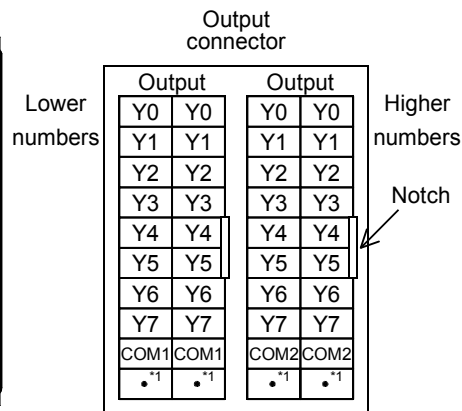 Output
connector
Output Output
Lower
numbers
Higher
numbers
Notch
Y0 Y0 Y0 Y0
Y1 Y1 Y1 Y1
Y2 Y2 Y2 Y2
Y3 Y3 Y3 Y3
Y4 Y4 Y4 Y4
Y5 Y5 Y5 Y5
Y6 Y6 Y6 Y6
Y7 Y7 Y7 Y7
COM1 COM1 COM2 COM2
•*1 •*1 •*1 •*1